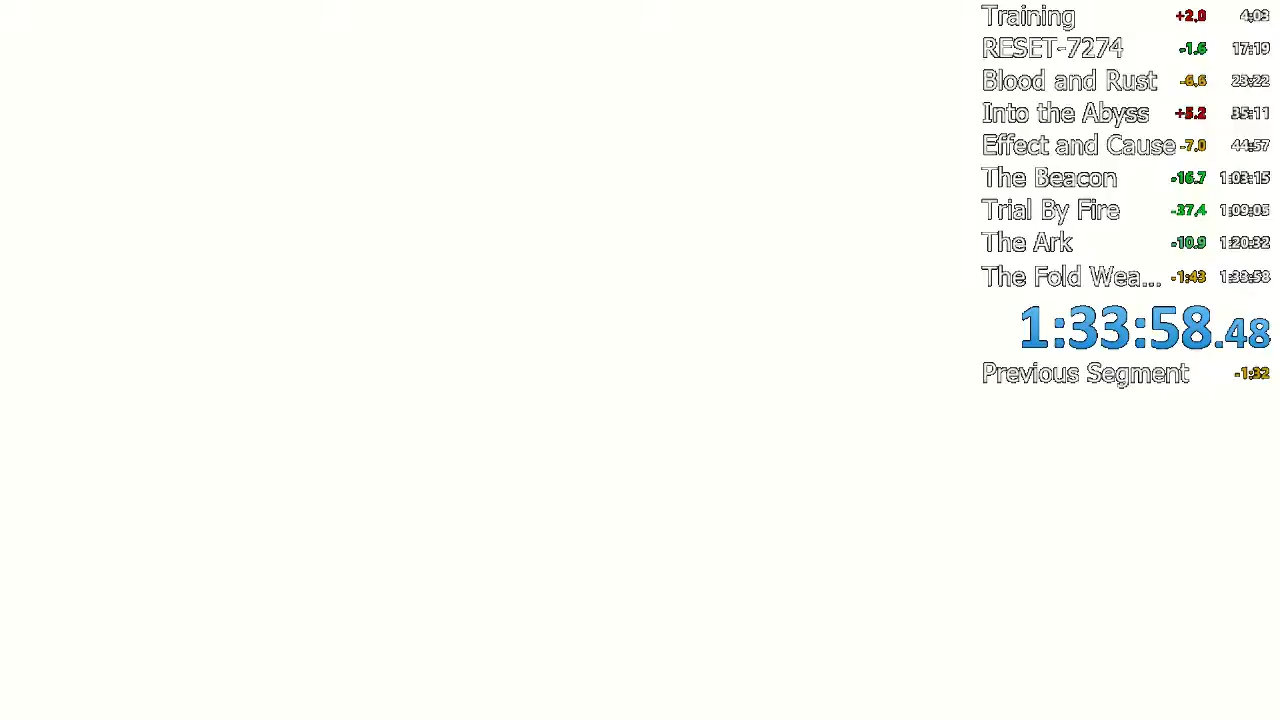 Training +2.0 4:03
RESET-7274 -1.6 17:19
Blood and Rust -6.6 23:22
Into the Abyss +5.2 35:11
Effect and Cause -7.0 44:57
The Beacon -16.7 1:03:15
Trial By Fire -37.4 1:09:05
The Ark -10.9 1:20:32
The Fold Wea... -1:43 1:33:58
1:33:58.48
Previous Segment -1:32